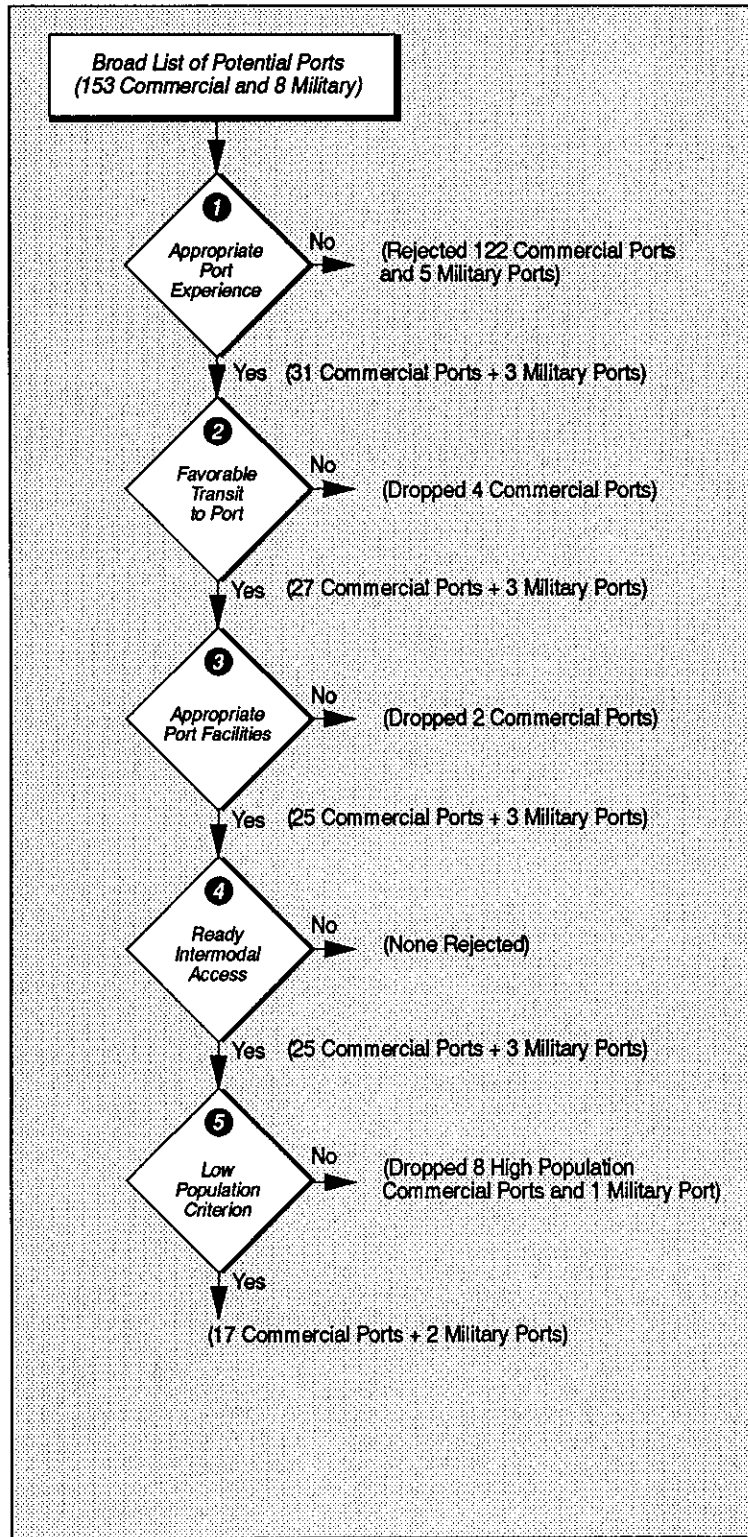 Broad List of Potential Ports
(153 Commercial and 8 Military)
1
Appropriate
Port
Experience
No
(Rejected 122 Commercial Ports
and 5 Military Ports)
Yes
(31 Commercial Ports + 3 Military Ports)
2
Favorable
Transit
to Port
No
(Dropped 4 Commercial Ports)
Yes
(27 Commercial Ports + 3 Military Ports)
3
Appropriate
Port Facilities
No
(Dropped 2 Commercial Ports)
Yes
(25 Commercial Ports + 3 Military Ports)
4
Ready
Intermodal
Access
No
(None Rejected)
Yes
(25 Commercial Ports + 3 Military Ports)
5
Low
Population
Criterion
No
(Dropped 8 High Population
Commercial Ports and 1 Military Port)
Yes
(17 Commercial Ports + 2 Military Ports)